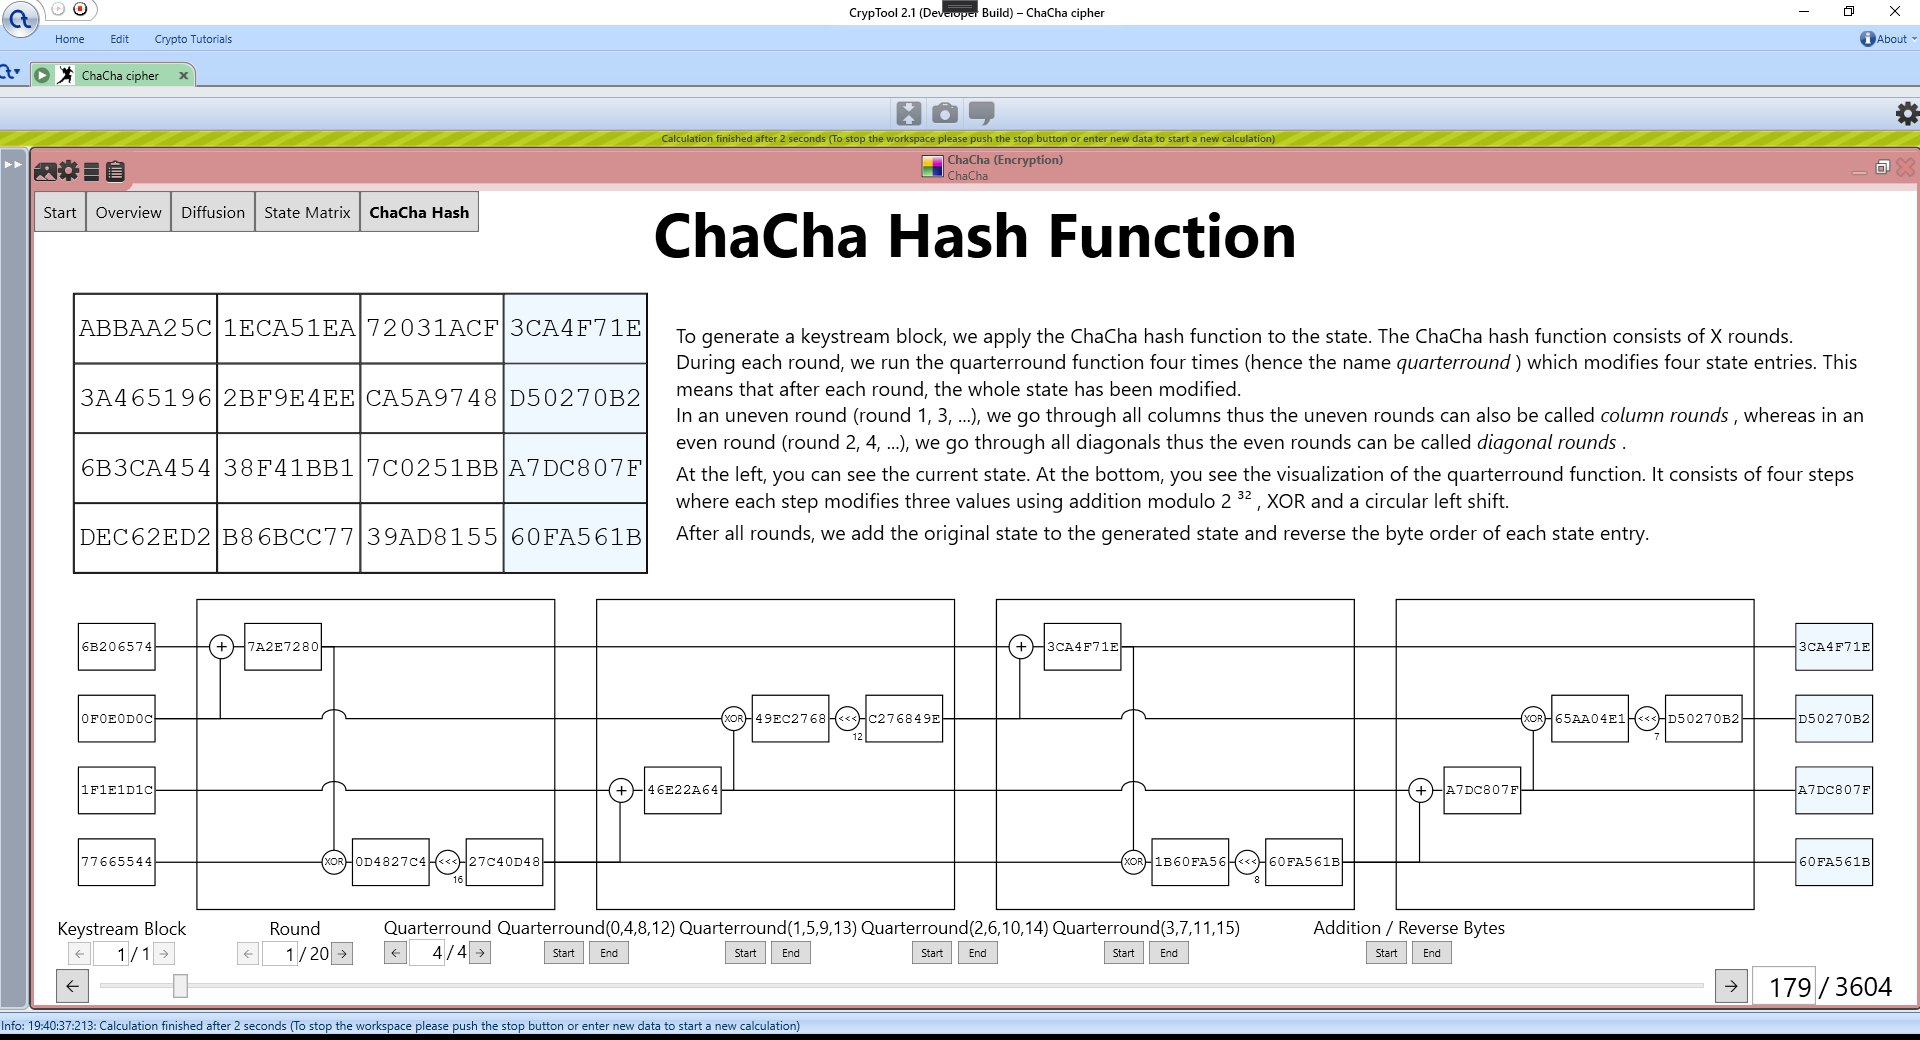 CrypTool 2.1 (Developer Build) – ChaCha cipher
Home Edit Crypto Tutorials
About
ChaCha cipher
Calculation finished after 2 seconds (To stop the workspace please push the stop button or enter new data to start a new calculation)
ChaCha (Encryption)
ChaCha
Start Overview Diffusion State Matrix ChaCha Hash
ChaCha Hash Function
ABBAA25C 1ECA51EA 72031ACF 3CA4F71E
3A465196 2BF9E4EE CA5A9748 D50270B2
6B3CA454 38F41BB1 7C0251BB A7DC807F
DEC62ED2 B86BCC77 39AD8155 60FA561B
To generate a keystream block, we apply the ChaCha hash function to the state. The ChaCha hash function consists of X rounds.
During each round, we run the quarterround function four times (hence the name quarterround ) which modifies four state entries. This
means that after each round, the whole state has been modified.
In an uneven round (round 1, 3, ...), we go through all columns thus the uneven rounds can also be called column rounds , whereas in an
even round (round 2, 4, ...), we go through all diagonals thus the even rounds can be called diagonal rounds .
At the left, you can see the current state. At the bottom, you see the visualization of the quarterround function. It consists of four steps
where each step modifies three values using addition modulo 2 ³² , XOR and a circular left shift.
After all rounds, we add the original state to the generated state and reverse the byte order of each state entry.
6B206574 + 7A2E7280 + 3CA4F71E 3CA4F71E
0F0E0D0C XOR 49EC2768 <<< 12 C276849E XOR 65AA04E1 <<< 7 D50270B2 D50270B2
1F1E1D1C + 46E22A64 + A7DC807F A7DC807F
77665544 XOR 0D4827C4 <<< 16 27C40D48 XOR 1B60FA56 <<< 8 60FA561B 60FA561B
Keystream Block Round Quarterround Quarterround(0,4,8,12) Quarterround(1,5,9,13) Quarterround(2,6,10,14) Quarterround(3,7,11,15) Addition / Reverse Bytes
← 1 / 1 → ← 1 / 20 → ← 4 / 4 → Start End Start End Start End Start End Start End
← → 179 / 3604
Info: 19:40:37:213: Calculation finished after 2 seconds (To stop the workspace please push the stop button or enter new data to start a new calculation)